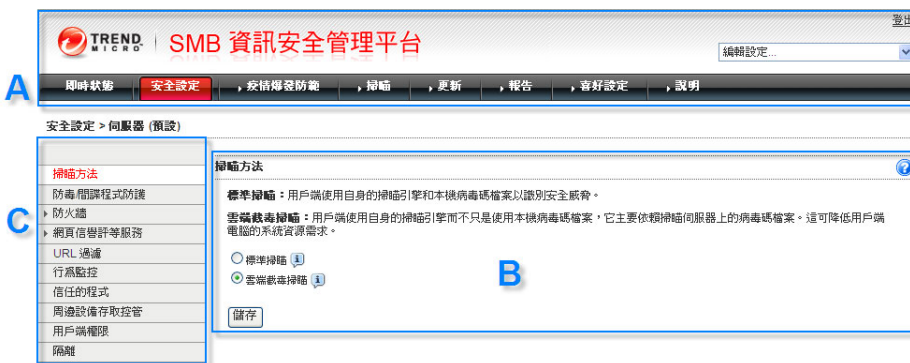 登出
TREND MICRO SMB 資訊安全管理平台
編輯設定...
A
即時狀態 安全設定 疫情爆發防範 掃瞄 更新 報告 喜好設定 說明
安全設定 > 伺服器 (預設)
C
掃瞄方法
防毒/間諜程式防護
防火牆
網頁信譽評等服務
URL 過濾
行為監控
信任的程式
周邊設備存取控管
用戶端權限
隔離
掃瞄方法
標準掃瞄：用戶端使用自身的掃瞄引擎和本機病毒碼檔案以識別安全威脅。
雲端截毒掃瞄：用戶端使用自身的掃瞄引擎而不只是使用本機病毒碼檔案，它主要依賴掃瞄伺服器上的病毒碼檔案。這可降低用戶端
電腦的系統資源需求。
標準掃瞄
雲端截毒掃瞄
B
儲存